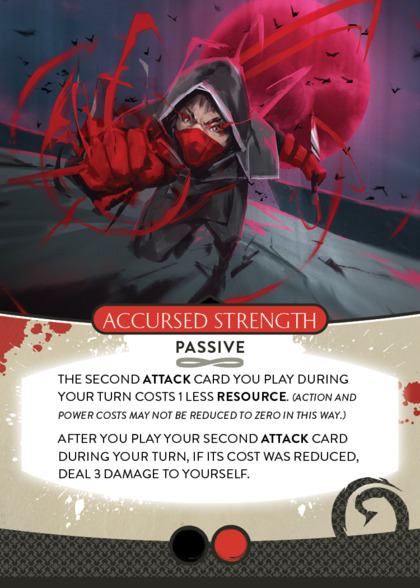 ACCURSED STRENGTH
PASSIVE
THE SECOND ATTACK CARD YOU PLAY DURING
YOUR TURN COSTS 1 LESS RESOURCE. (ACTION AND
POWER COSTS MAY NOT BE REDUCED TO ZERO IN THIS WAY.)
AFTER YOU PLAY YOUR SECOND ATTACK CARD
DURING YOUR TURN, IF ITS COST WAS REDUCED,
DEAL 3 DAMAGE TO YOURSELF.